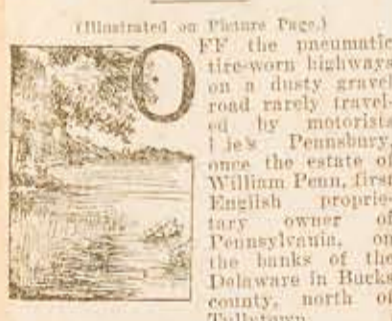 (Illustrated on Picture Page.)
OFF the pneumatic
tire-worn highways
on a dusty gravel
road rarely travel
ed by motorists
lies Pennsbury,
once the estate of
William Penn, first
English proprie-
tary owner of
Pennsylvania, on
the banks of the
Delaware in Bucks
county, north of
Tullytown